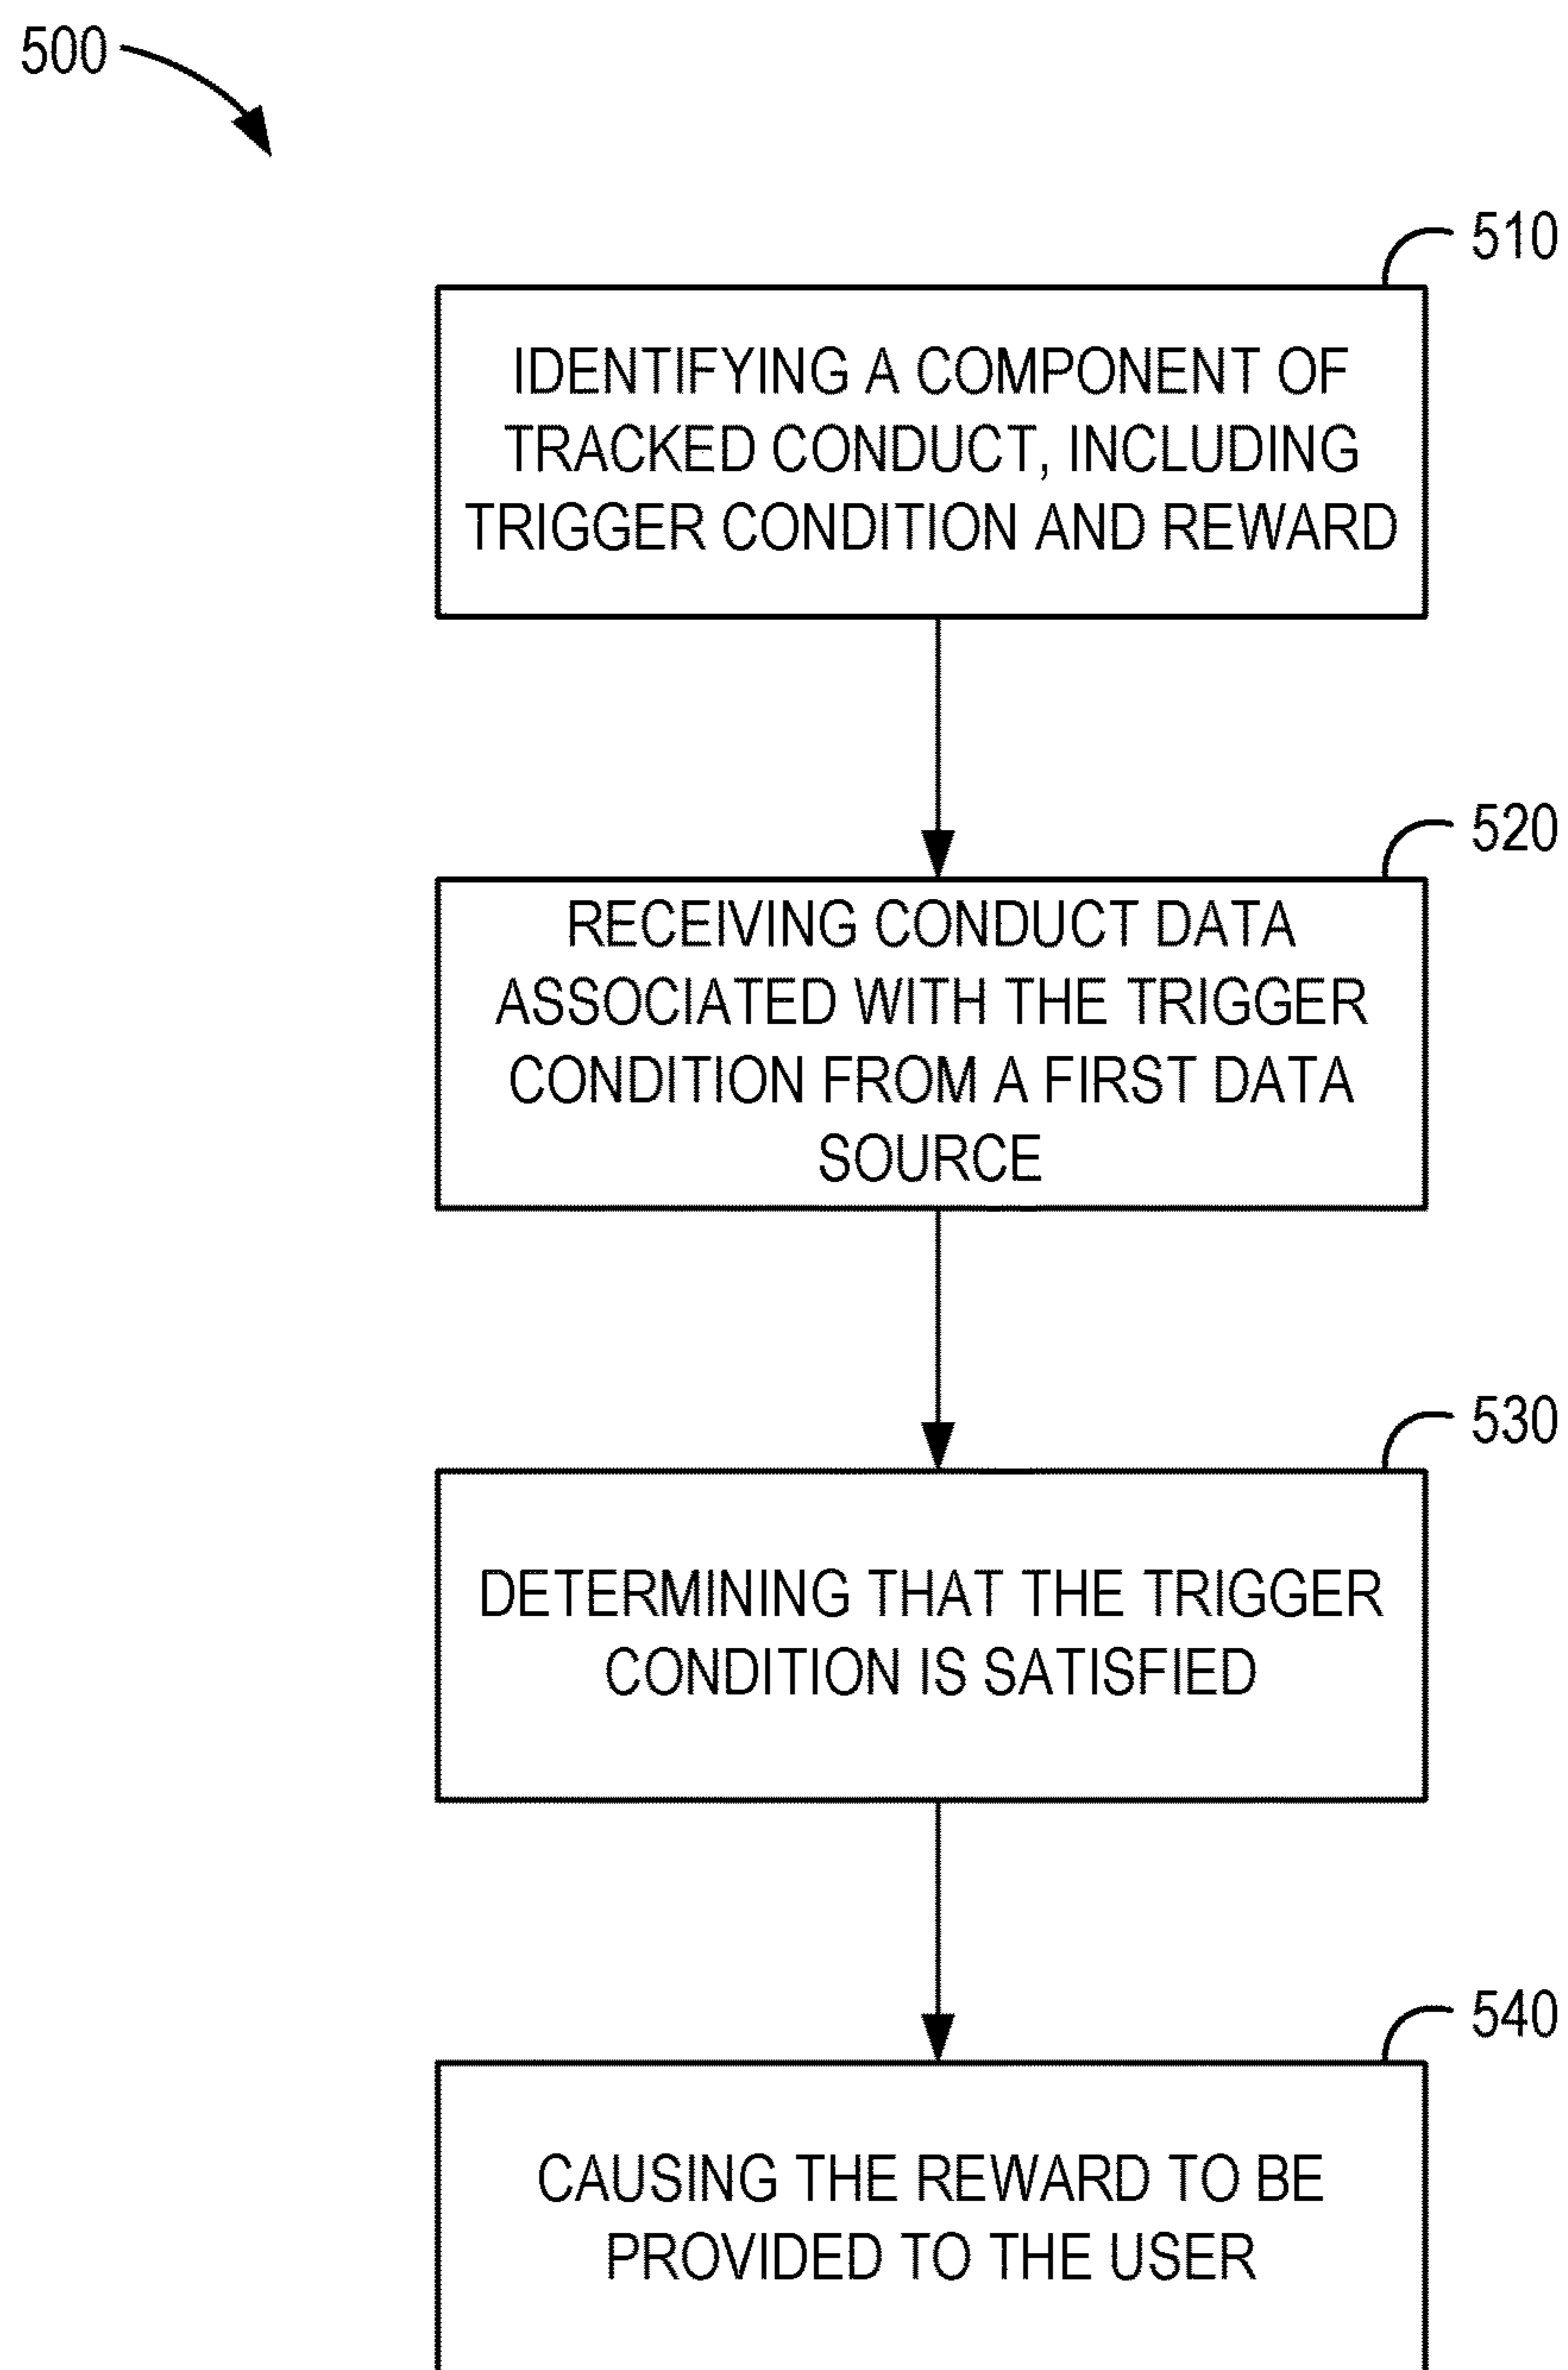 500
510
IDENTIFYING A COMPONENT OF
TRACKED CONDUCT, INCLUDING
TRIGGER CONDITION AND REWARD
520
RECEIVING CONDUCT DATA
ASSOCIATED WITH THE TRIGGER
CONDITION FROM A FIRST DATA
SOURCE
530
DETERMINING THAT THE TRIGGER
CONDITION IS SATISFIED
540
CAUSING THE REWARD TO BE
PROVIDED TO THE USER